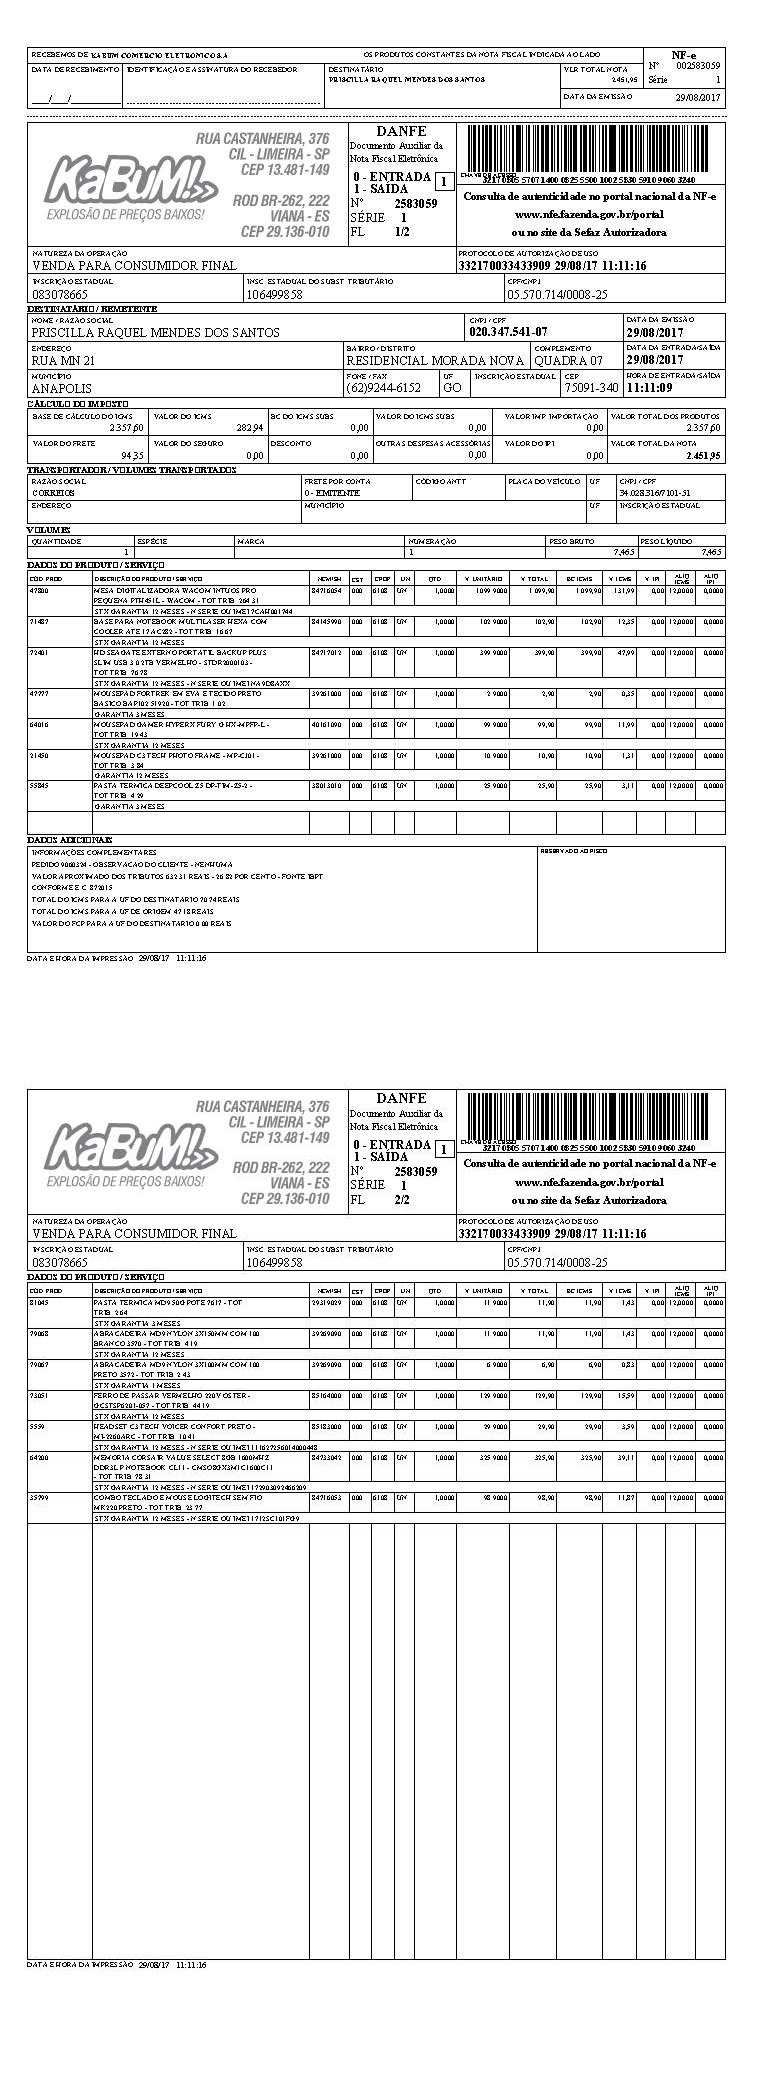 RECEBEMOS DE KABUM COMERCIO ELETRONICO S.A OS PRODUTOS CONSTANTES DA NOTA FISCAL INDICADA AO LADO
NF-e
Nº 002583059
Série 1
DATA DE RECEBIMENTO IDENTIFICAÇÃO E ASSINATURA DO RECEBEDOR DESTINATÁRIO VLR TOTAL NOTA
PRISCILLA RAQUEL MENDES DOS SANTOS 2.451,95
___/___/________ DATA DA EMISSÃO 29/08/2017
RUA CASTANHEIRA, 376
CIL - LIMEIRA - SP
CEP 13.481-149
KaBuM!
EXPLOSÃO DE PREÇOS BAIXOS!
ROD BR-262, 222
VIANA - ES
CEP 29.136-010
DANFE
Documento Auxiliar da
Nota Fiscal Eletrônica
0 - ENTRADA 1
1 - SAÍDA
Nº 2583059
SÉRIE 1
FL 1/2
CHAVE DE ACESSO
Consulta de autenticidade no portal nacional da NF-e
www.nfe.fazenda.gov.br/portal
ou no site da Sefaz Autorizadora
NATUREZA DA OPERAÇÃO PROTOCOLO DE AUTORIZAÇÃO DE USO
VENDA PARA CONSUMIDOR FINAL 332170033433909 29/08/17 11:11:16
INSCRIÇÃO ESTADUAL INSC. ESTADUAL DO SUBST. TRIBUTÁRIO CPF/CNPJ
083078665 106499858 05.570.714/0008-25
DESTINATÁRIO / REMETENTE
NOME / RAZÃO SOCIAL CNPJ / CPF DATA DA EMISSÃO
PRISCILLA RAQUEL MENDES DOS SANTOS 020.347.541-07 29/08/2017
ENDEREÇO BAIRRO / DISTRITO COMPLEMENTO DATA DA ENTRADA/SAÍDA
RUA MN 21 RESIDENCIAL MORADA NOVA QUADRA 07 29/08/2017
MUNICÍPIO FONE / FAX UF INSCRIÇÃO ESTADUAL CEP HORA DE ENTRADA/SAÍDA
ANAPOLIS (62)9244-6152 GO 75091-340 11:11:09
CÁLCULO DO IMPOSTO
BASE DE CÁLCULO DO ICMS VALOR DO ICMS BC DO ICMS SUBS VALOR DO ICMS SUBS VALOR IMP IMPORTAÇÃO VALOR TOTAL DOS PRODUTOS
2.357,60 282,94 0,00 0,00 0,00 2.357,60
VALOR DO FRETE VALOR DO SEGURO DESCONTO OUTRAS DESPESAS ACESSÓRIAS VALOR DO IPI VALOR TOTAL DA NOTA
94,35 0,00 0,00 0,00 0,00 2.451,95
TRANSPORTADOR / VOLUMES TRANSPORTADOS
RAZÃO SOCIAL FRETE POR CONTA CÓDIGO ANTT PLACA DO VEÍCULO UF CNPJ / CPF
CORREIOS 0 - EMITENTE 34.028.316/7101-51
ENDEREÇO MUNICÍPIO UF INSCRIÇÃO ESTADUAL
VOLUMES
QUANTIDADE ESPÉCIE MARCA NUMERAÇÃO PESO BRUTO PESO LÍQUIDO
1 1 7,465 7,465
DADOS DO PRODUTO / SERVIÇO
CÓD PROD DESCRIÇÃO DO PRODUTO / SERVIÇO NCM/SH CST CFOP UN QTD V UNITÁRIO V TOTAL BC ICMS V ICMS V IPI ALIQ ICMS ALIQ IPI
47800 MESA DIGITALIZADORA WACOM INTUOS PRO 84716054 000 6108 UN 1,0000 1099.9000 1099,90 1099,90 131,99 0,00 12,0000 0,0000
PEQUENA PTH451L - WACOM - TOT TRIB. 264.31
STX GARANTIA 12 MESES - N SERIE OU IMEI 7CAH001744
71487 BASE PARA NOTEBOOK MULTILASER HEXA COM 84145990 000 6108 UN 1,0000 102.9000 102,90 102,90 12,35 0,00 12,0000 0,0000
COOLER ATE 17 AC282 - TOT TRIB. 16.67
STX GARANTIA 12 MESES
72401 HD SEAGATE EXTERNO PORTATIL BACKUP PLUS 84717012 000 6108 UN 1,0000 399.9000 399,90 399,90 47,99 0,00 12,0000 0,0000
SLIM USB 3.0 2TB VERMELHO - STDR2000103 -
TOT TRIB. 76.78
STX GARANTIA 12 MESES - N SERIE OU IMEI NA9D8AXX
47777 MOUSEPAD FORTREK EM EVA E TECIDO PRETO 39261000 000 6108 UN 1,0000 2.9000 2,90 2,90 0,35 0,00 12,0000 0,0000
BASICO BAP102 51920 - TOT TRIB. 1.02
GARANTIA 3 MESES
64016 MOUSEPAD GAMER HYPERX FURY G HX-MPFP-L - 40161090 000 6108 UN 1,0000 99.9000 99,90 99,90 11,99 0,00 12,0000 0,0000
TOT TRIB. 19.43
STX GARANTIA 12 MESES
21450 MOUSEPAD C3 TECH PHOTO FRAME - MP-C101 - 39261000 000 6108 UN 1,0000 10.9000 10,90 10,90 1,31 0,00 12,0000 0,0000
TOT TRIB. 3.84
GARANTIA 12 MESES
55845 PASTA TERMICA DEEPCOOL Z5 DP-TIM-Z5-2 - 38013010 000 6108 UN 1,0000 25.9000 25,90 25,90 3,11 0,00 12,0000 0,0000
TOT TRIB. 4.29
GARANTIA 3 MESES
DADOS ADICIONAIS
INFORMAÇÕES COMPLEMENTARES RESERVADO AO FISCO
PEDIDO 9060324 - OBSERVACAO DO CLIENTE - NENHUMA
VALOR APROXIMADO DOS TRIBUTOS 632.31 REAIS - 26.82 POR CENTO - FONTE IBPT
CONFORME E.C. 872015
TOTAL DO ICMS PARA A UF DO DESTINATARIO 70.74 REAIS
TOTAL DO ICMS PARA A UF DE ORIGEM 47.18 REAIS
VALOR DO FCP PARA A UF DO DESTINATARIO 0.00 REAIS
DATA E HORA DA IMPRESSÃO 29/08/17 11:11:16
RUA CASTANHEIRA, 376
CIL - LIMEIRA - SP
CEP 13.481-149
KaBuM!
EXPLOSÃO DE PREÇOS BAIXOS!
ROD BR-262, 222
VIANA - ES
CEP 29.136-010
DANFE
Documento Auxiliar da
Nota Fiscal Eletrônica
0 - ENTRADA 1
1 - SAÍDA
Nº 2583059
SÉRIE 1
FL 2/2
CHAVE DE ACESSO
Consulta de autenticidade no portal nacional da NF-e
www.nfe.fazenda.gov.br/portal
ou no site da Sefaz Autorizadora
NATUREZA DA OPERAÇÃO PROTOCOLO DE AUTORIZAÇÃO DE USO
VENDA PARA CONSUMIDOR FINAL 332170033433909 29/08/17 11:11:16
INSCRIÇÃO ESTADUAL INSC. ESTADUAL DO SUBST. TRIBUTÁRIO CPF/CNPJ
083078665 106499858 05.570.714/0008-25
DADOS DO PRODUTO / SERVIÇO
CÓD PROD DESCRIÇÃO DO PRODUTO / SERVIÇO NCM/SH CST CFOP UN QTD V UNITÁRIO V TOTAL BC ICMS V ICMS V IPI ALIQ ICMS ALIQ IPI
81045 PASTA TERMICA MD9 50G POTE 7617 - TOT 29319029 000 6108 UN 1,0000 11.9000 11,90 11,90 1,43 0,00 12,0000 0,0000
TRIB. 2.64
STX GARANTIA 3 MESES
79068 ABRACADEIRA MD9 NYLON 3X150MM COM 100 39269090 000 6108 UN 1,0000 11.9000 11,90 11,90 1,43 0,00 12,0000 0,0000
BRANCO 3570 - TOT TRIB. 4.19
STX GARANTIA 12 MESES
79067 ABRACADEIRA MD9 NYLON 3X100MM COM 100 39269090 000 6108 UN 1,0000 6.9000 6,90 6,90 0,83 0,00 12,0000 0,0000
PRETO 3572 - TOT TRIB. 2.43
STX GARANTIA 1 MESES
73051 FERRO DE PASSAR VERMELHO 220V OSTER - 85164000 000 6108 UN 1,0000 129.9000 129,90 129,90 15,59 0,00 12,0000 0,0000
GCSTSP6201-057 - TOT TRIB. 44.19
STX GARANTIA 12 MESES
5559 HEADSET C3 TECH VOICER CONFORT PRETO - 85183000 000 6108 UN 1,0000 29.9000 29,90 29,90 3,59 0,00 12,0000 0,0000
MI-2260ARC - TOT TRIB. 10.41
STX GARANTIA 12 MESES - N SERIE OU IMEI 111627256014000448
64200 MEMORIA CORSAIR VALUE SELECT 8GB 1600MHZ 84733042 000 6108 UN 1,0000 325.9000 325,90 325,90 39,11 0,00 12,0000 0,0000
DDR3L P NOTEBOOK CL11 - CMSO8GX3M1C1600C11
- TOT TRIB. 78.31
STX GARANTIA 12 MESES - N SERIE OU IMEI 172903092466209
35799 COMBO TECLADO E MOUSE LOGITECH SEM FIO 84716053 000 6108 UN 1,0000 98.9000 98,90 98,90 11,87 0,00 12,0000 0,0000
MK220 PRETO - TOT TRIB. 23.77
STX GARANTIA 12 MESES - N SERIE OU IMEI 1712SC101FG9
DATA E HORA DA IMPRESSÃO 29/08/17 11:11:16